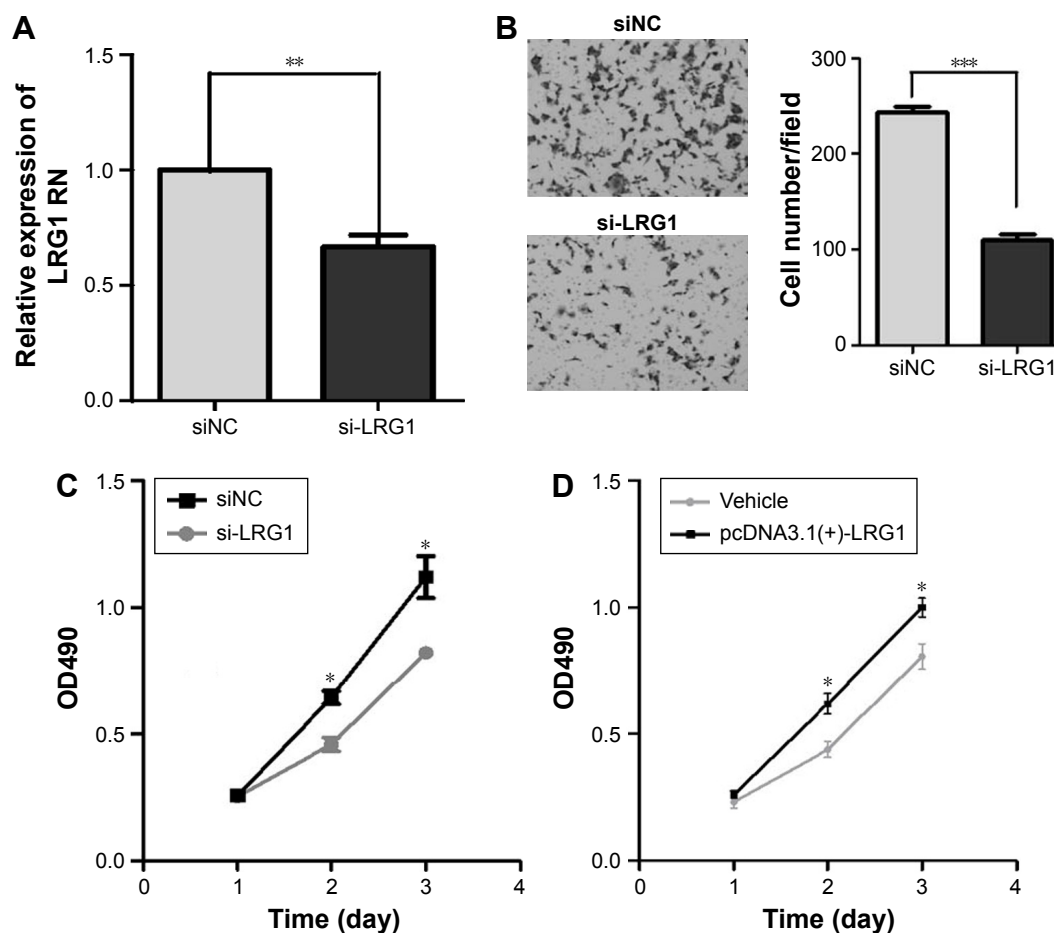 A
Relative expression of
LRG1 RN
1.5
1.0
0.5
0.0
**
siNC
si-LRG1
B
siNC
si-LRG1
Cell number/field
300
200
100
0
***
siNC
si-LRG1
C
siNC
si-LRG1
OD490
1.5
1.0
0.5
0.0
*
*
0
1
2
3
4
Time (day)
D
Vehicle
pcDNA3.1(+)-LRG1
OD490
1.5
1.0
0.5
0.0
*
*
0
1
2
3
4
Time (day)